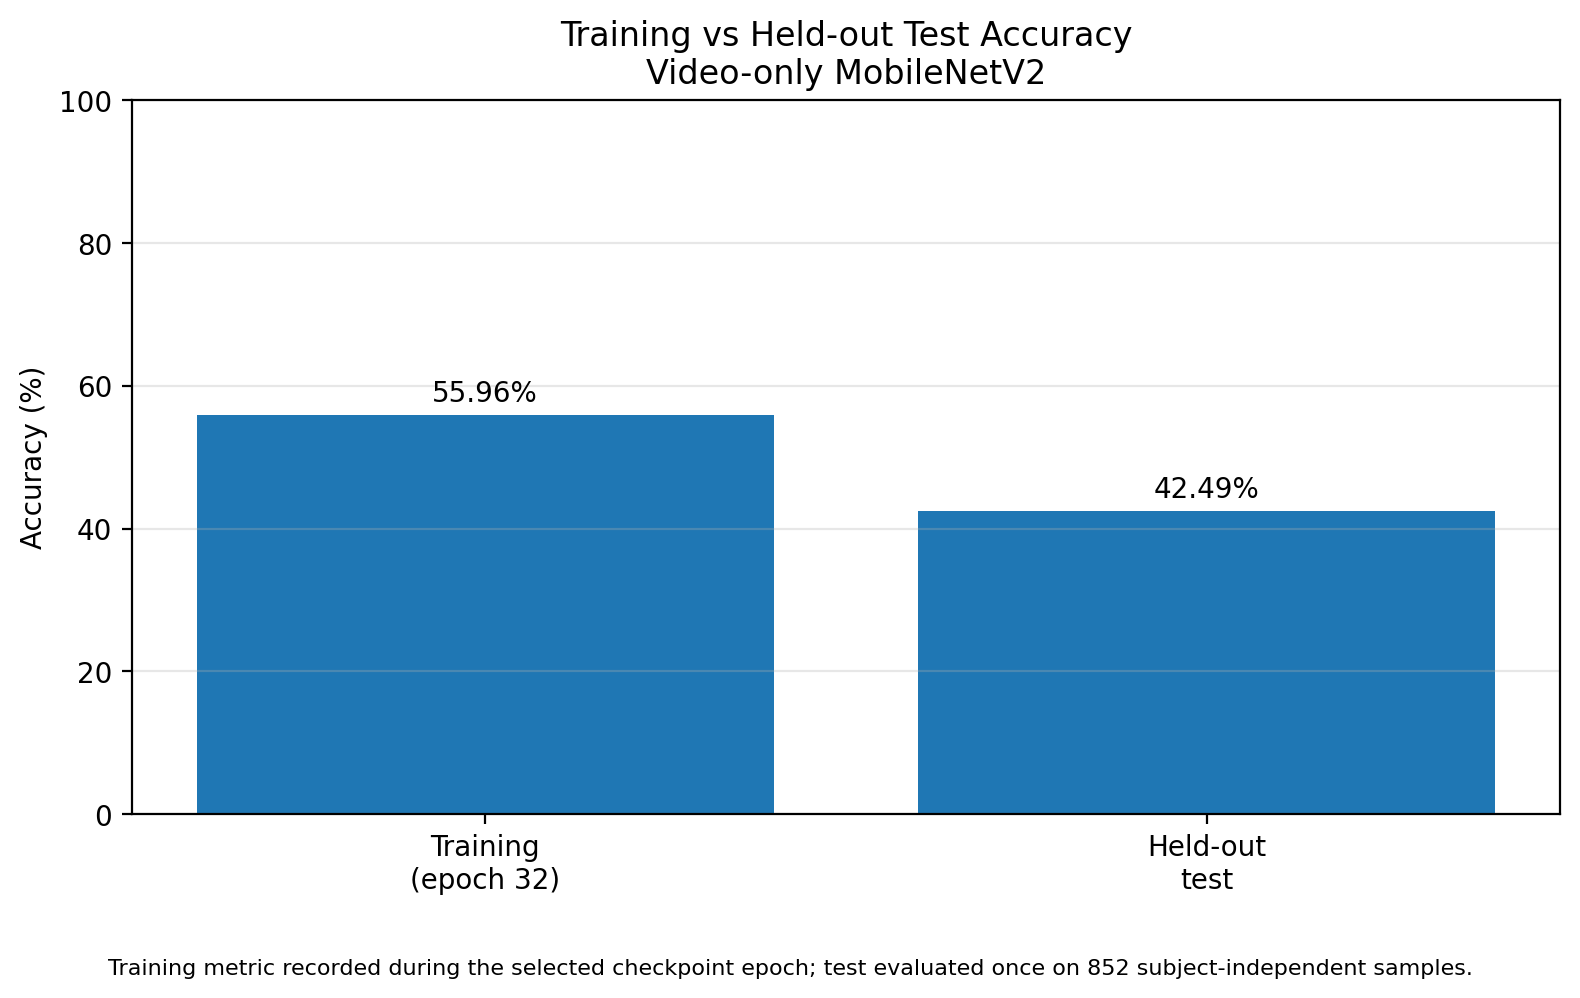 Training vs Held-out Test Accuracy
Video-only MobileNetV2
Accuracy (%)
100
80
60
40
20
0
55.96%
42.49%
Training
(epoch 32)
Held-out
test
Training metric recorded during the selected checkpoint epoch; test evaluated once on 852 subject-independent samples.